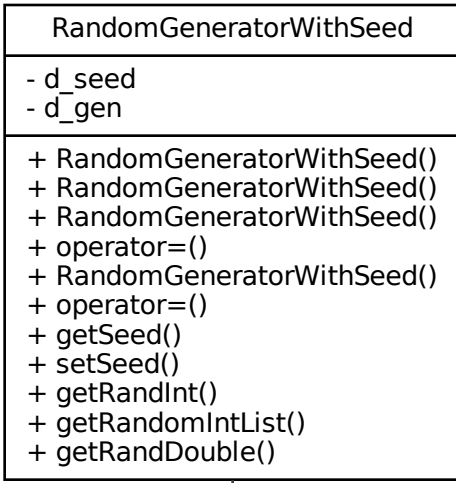 RandomGeneratorWithSeed
- d_seed
- d_gen
+ RandomGeneratorWithSeed()
+ RandomGeneratorWithSeed()
+ RandomGeneratorWithSeed()
+ operator=()
+ RandomGeneratorWithSeed()
+ operator=()
+ getSeed()
+ setSeed()
+ getRandInt()
+ getRandomIntList()
+ getRandDouble()